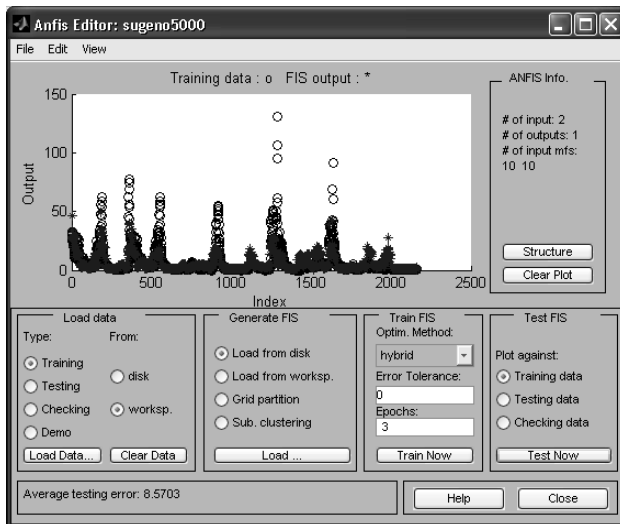 Anfis Editor: sugeno5000
File Edit View
Training data : o FIS output : *
150
100
50
0
0 500 1000 1500 2000 2500
Output
Index
ANFIS Info.
# of input: 2
# of outputs: 1
# of input mfs:
10 10
Structure
Clear Plot
Load data
Type: From:
Training
Testing
Checking
Demo
disk
worksp.
Load Data... Clear Data
Generate FIS
Load from disk
Load from worksp.
Grid partition
Sub. clustering
Load ...
Train FIS
Optim. Method:
hybrid
Error Tolerance:
0
Epochs:
3
Train Now
Test FIS
Plot against:
Training data
Testing data
Checking data
Test Now
Average testing error: 8.5703
Help Close